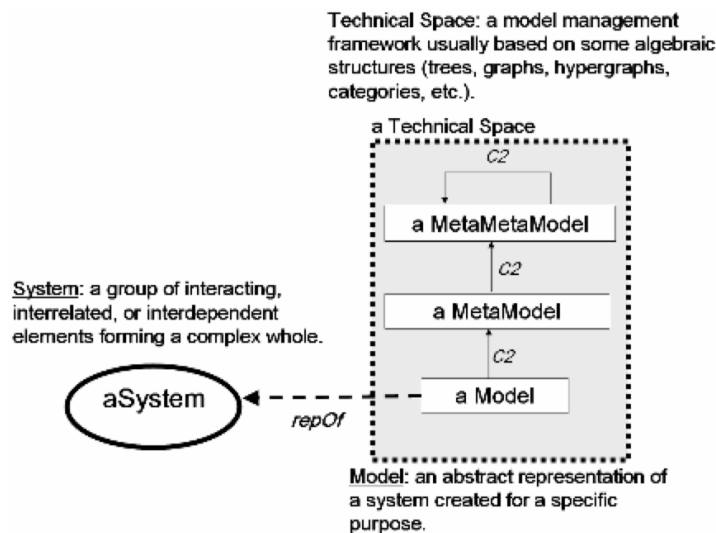 Technical Space: a model management
framework usually based on some algebraic
structures (trees, graphs, hypergraphs,
categories, etc.).
a Technical Space
C2
a MetaMetaModel
C2
System: a group of interacting,
interrelated, or interdependent
elements forming a complex whole.
a MetaModel
C2
aSystem
a Model
repOf
Model: an abstract representation of
a system created for a specific
purpose.